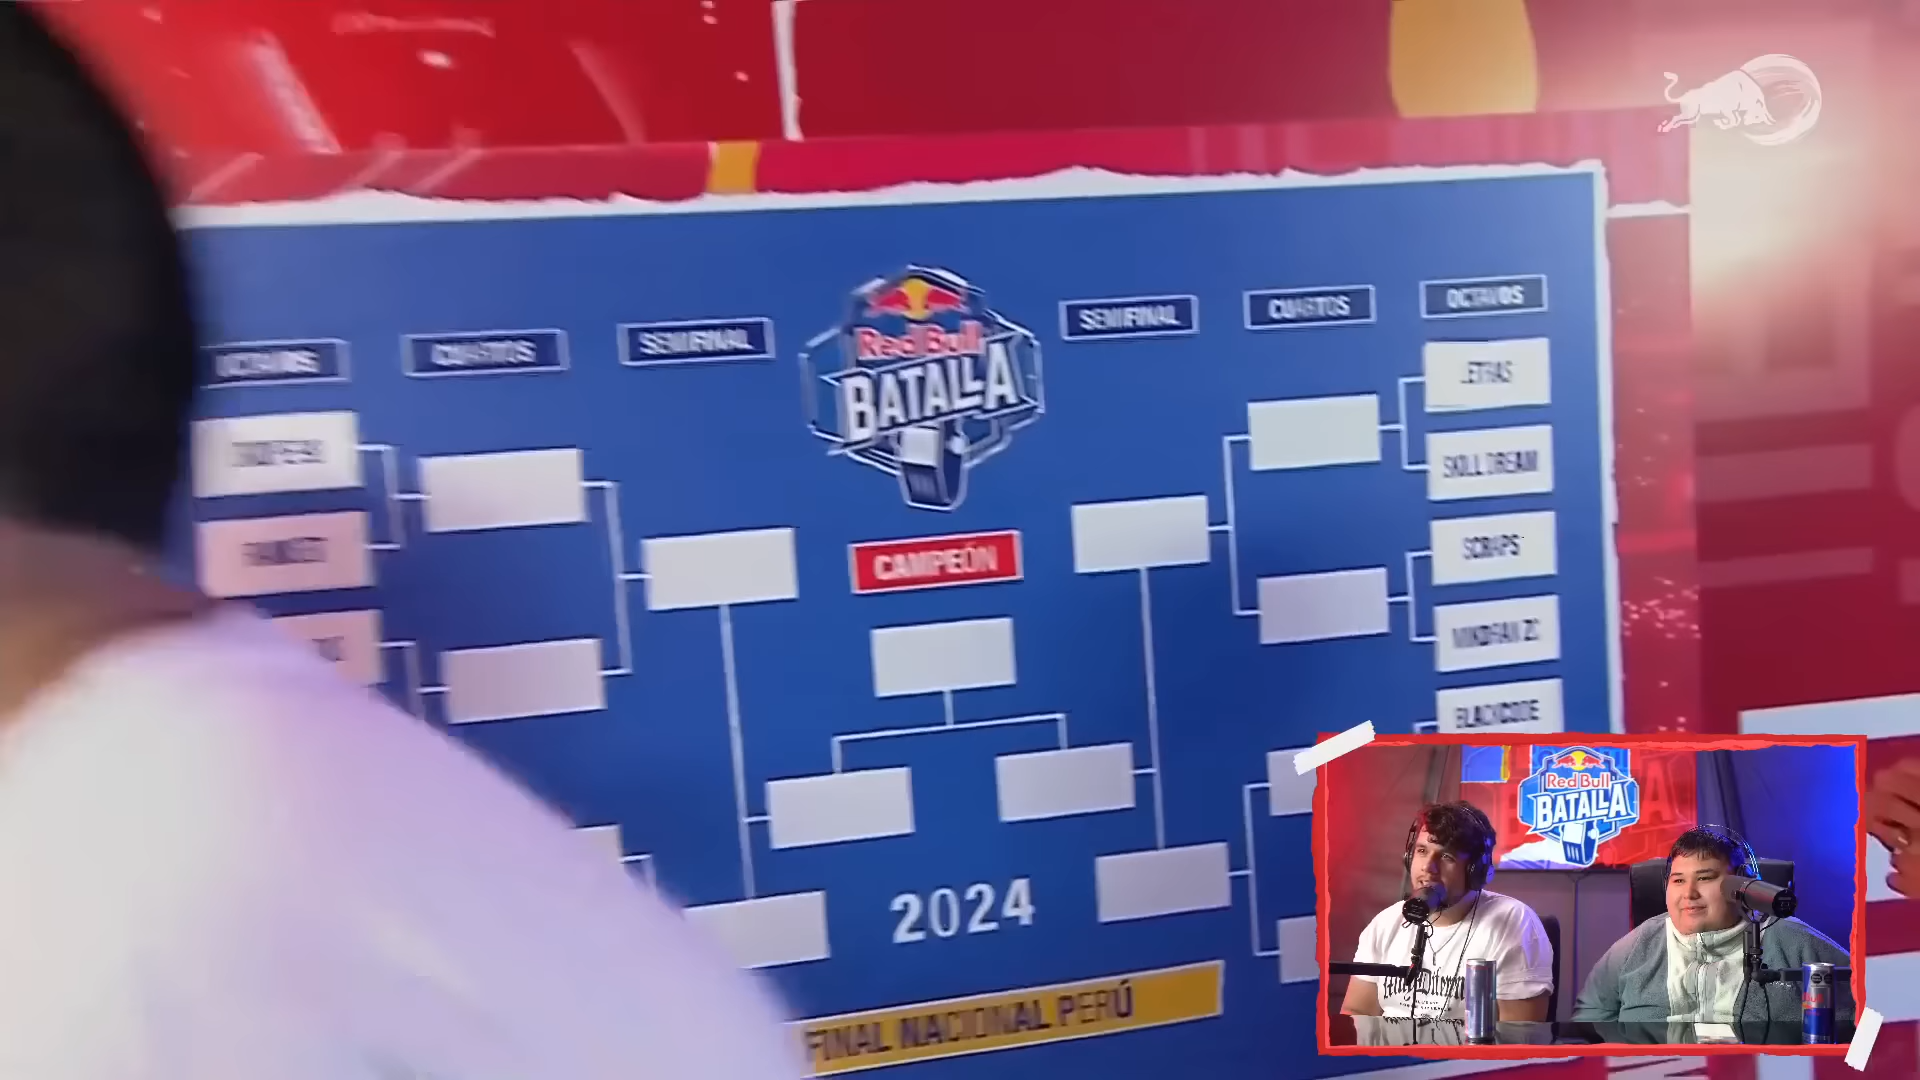 OCTAVOS
CUARTOS
SEMIFINAL
Red Bull
BATALLA
SEMIFINAL
CUARTOS
OCTAVOS
LETRAS
SKILL DREAM
SCRAPS
BLACKCODE
CAMPEÓN
2024
FINAL NACIONAL PERÚ
Red Bull
BATALLA